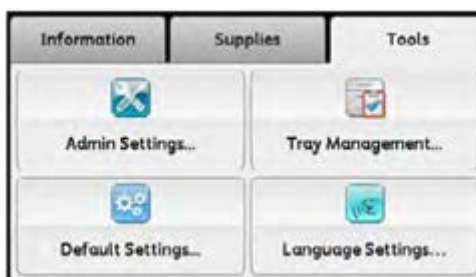 Information
Supplies
Tools
Admin Settings...
Tray Management...
Default Settings...
Language Settings...